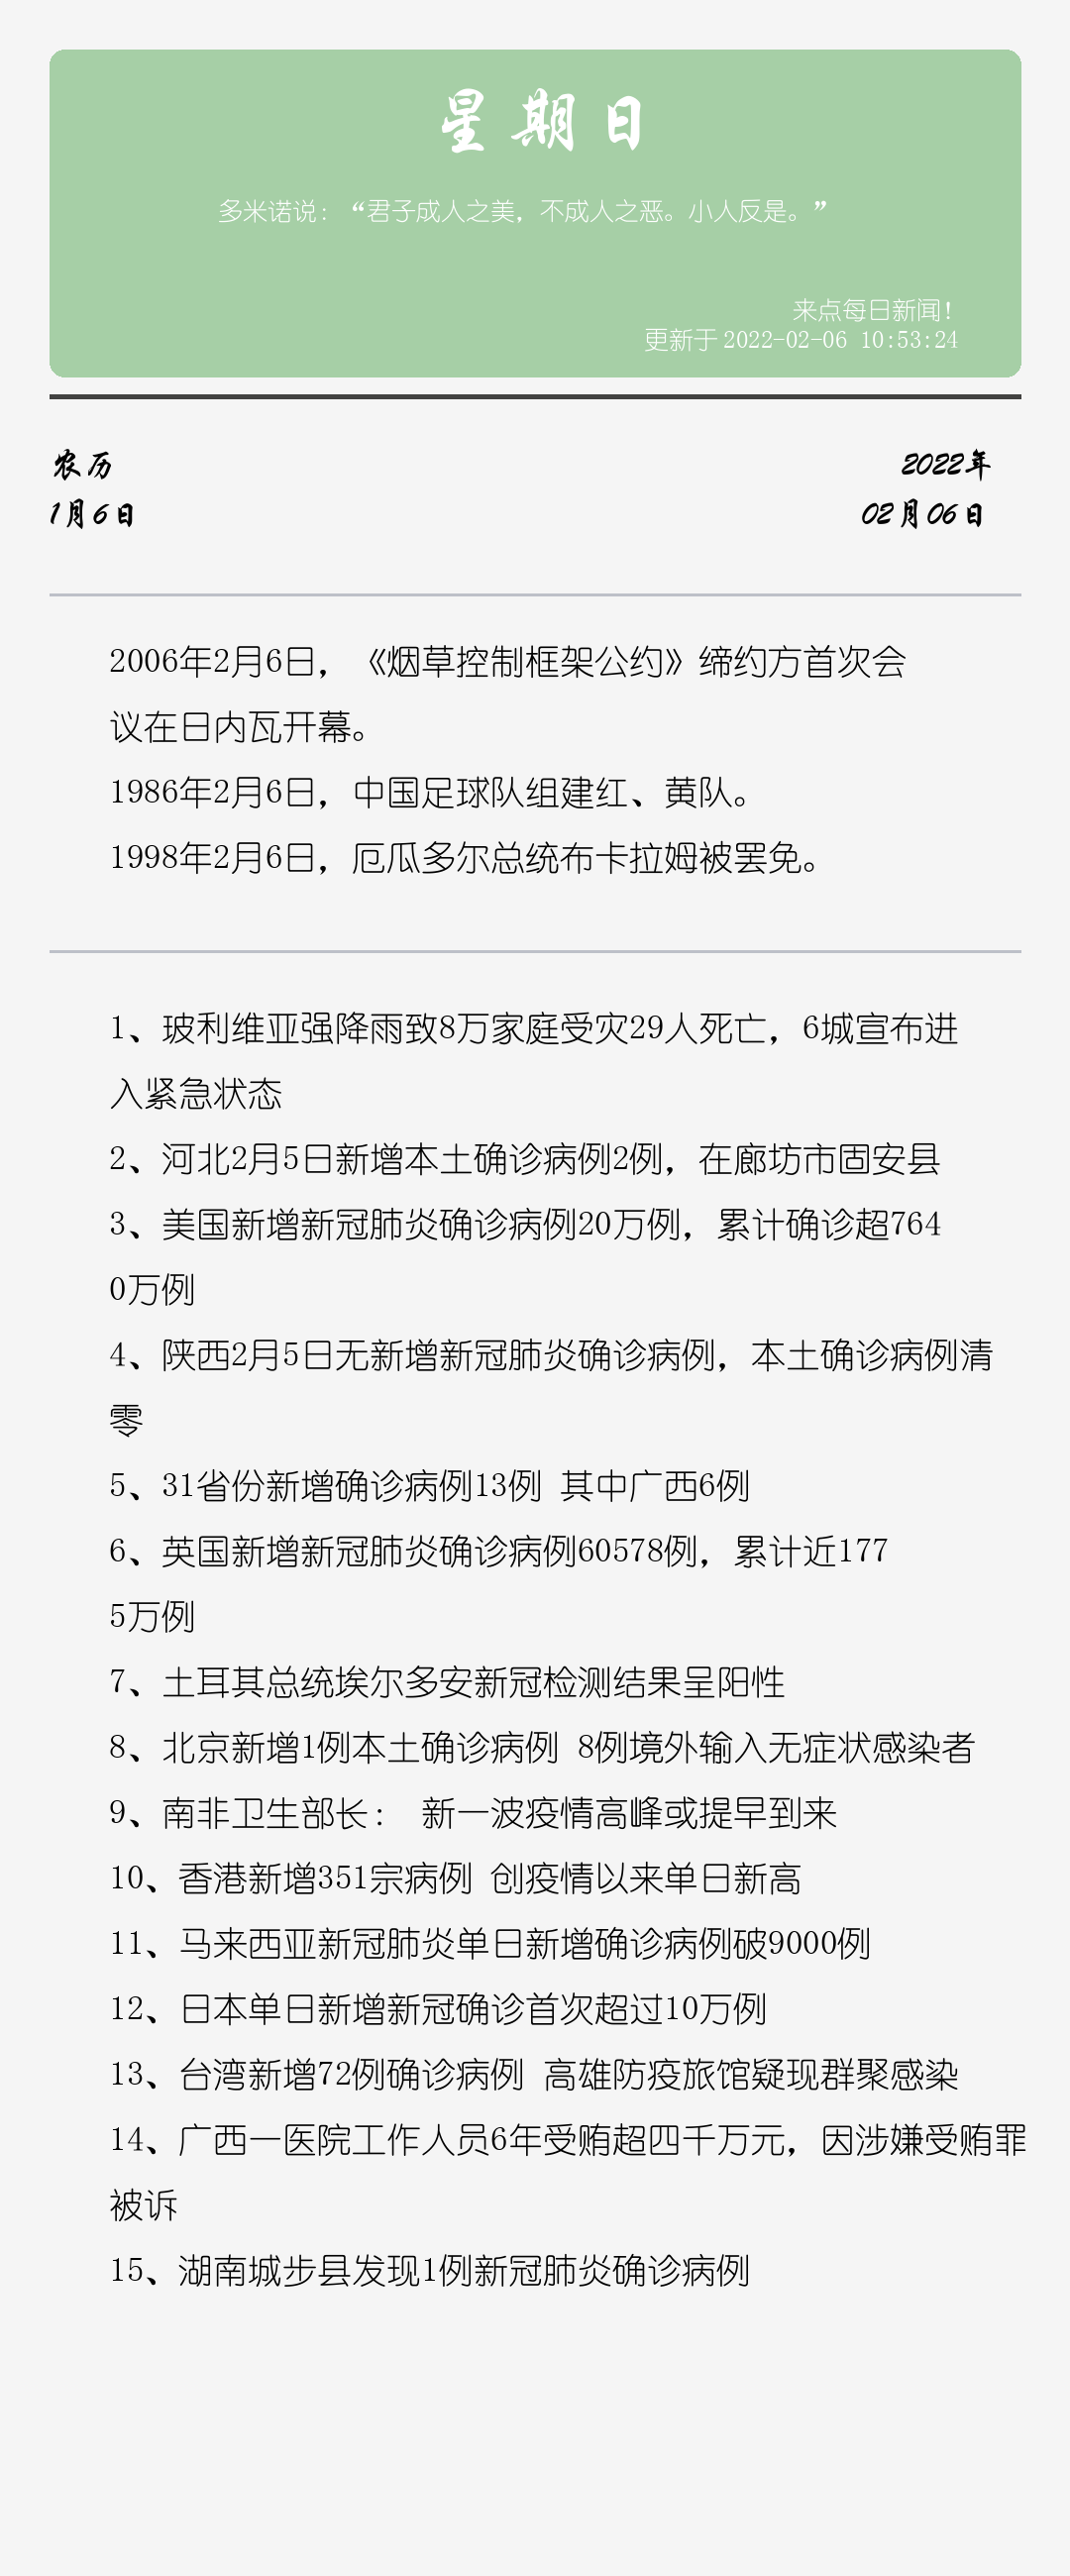 星期日
多米诺说：“君子成人之美，不成人之恶。小人反是。”
来点每日新闻！
更新于 2022-02-06 10:53:24
农历
2022年
1月6日
02月06日
2006年2月6日，《烟草控制框架公约》缔约方首次会
议在日内瓦开幕。
1986年2月6日，中国足球队组建红、黄队。
1998年2月6日，厄瓜多尔总统布卡拉姆被罢免。
1、玻利维亚强降雨致8万家庭受灾29人死亡，6城宣布进
入紧急状态
2、河北2月5日新增本土确诊病例2例，在廊坊市固安县
3、美国新增新冠肺炎确诊病例20万例，累计确诊超764
0万例
4、陕西2月5日无新增新冠肺炎确诊病例，本土确诊病例清
零
5、31省份新增确诊病例13例 其中广西6例
6、英国新增新冠肺炎确诊病例60578例，累计近177
5万例
7、土耳其总统埃尔多安新冠检测结果呈阳性
8、北京新增1例本土确诊病例 8例境外输入无症状感染者
9、南非卫生部长： 新一波疫情高峰或提早到来
10、香港新增351宗病例 创疫情以来单日新高
11、马来西亚新冠肺炎单日新增确诊病例破9000例
12、日本单日新增新冠确诊首次超过10万例
13、台湾新增72例确诊病例 高雄防疫旅馆疑现群聚感染
14、广西一医院工作人员6年受贿超四千万元，因涉嫌受贿罪
被诉
15、湖南城步县发现1例新冠肺炎确诊病例